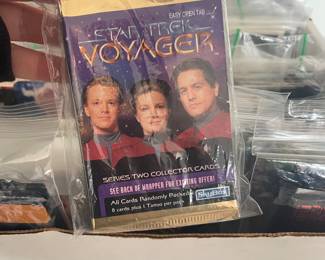 EASY OPEN TAB
STAR TREK
VOYAGER
SERIES TWO COLLECTOR CARDS
SEE BACK OF WRAPPER FOR EXCITING OFFER!
All Cards Randomly Packed
8 cards plus 1 Tattoo per pack
SKYBOX